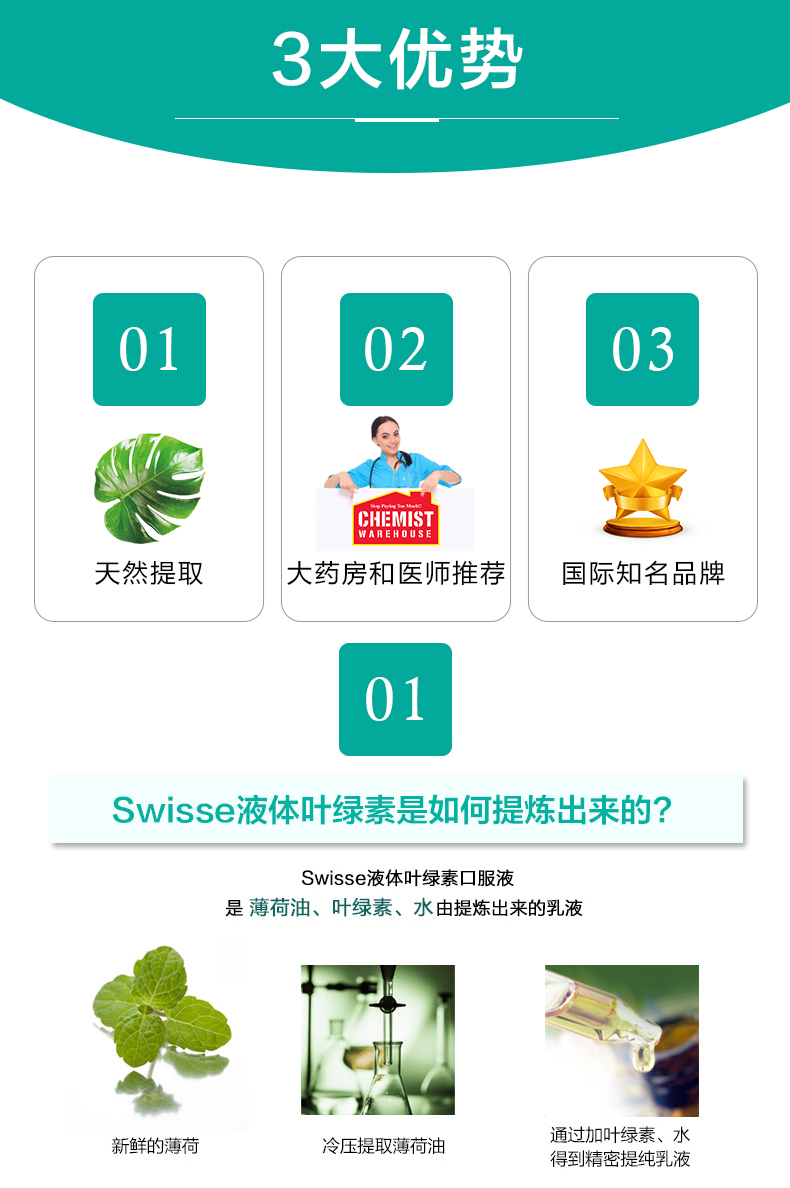 3大优势
01
02
03
Stop Paying Too Much!!
CHEMIST
WAREHOUSE
天然提取
大药房和医师推荐
国际知名品牌
01
Swisse液体叶绿素是如何提炼出来的?
Swisse液体叶绿素口服液
是 薄荷油、叶绿素、水由提炼出来的乳液
新鲜的薄荷
冷压提取薄荷油
通过加叶绿素、水
得到精密提纯乳液